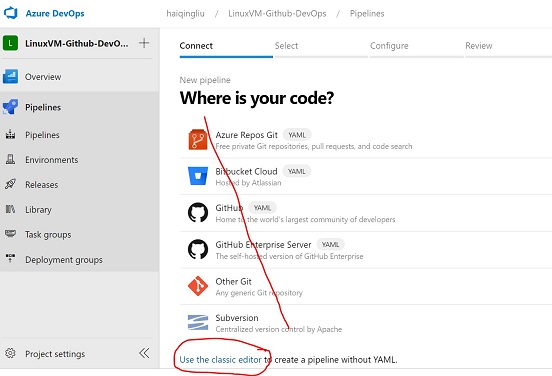 Azure DevOps
haiqingliu / LinuxVM-Github-DevOps / Pipelines
L LinuxVM-Github-DevO... +
Overview
Pipelines
Pipelines
Environments
Releases
Library
Task groups
Deployment groups
Project settings
Connect Select Configure Review
New pipeline
Where is your code?
Azure Repos Git YAML
Free private Git repositories, pull requests, and code search
Bitbucket Cloud YAML
Hosted by Atlassian
GitHub YAML
Home to the world's largest community of developers
GitHub Enterprise Server YAML
The self-hosted version of GitHub Enterprise
Other Git
Any generic Git repository
Subversion
Centralized version control by Apache
Use the classic editor to create a pipeline without YAML.